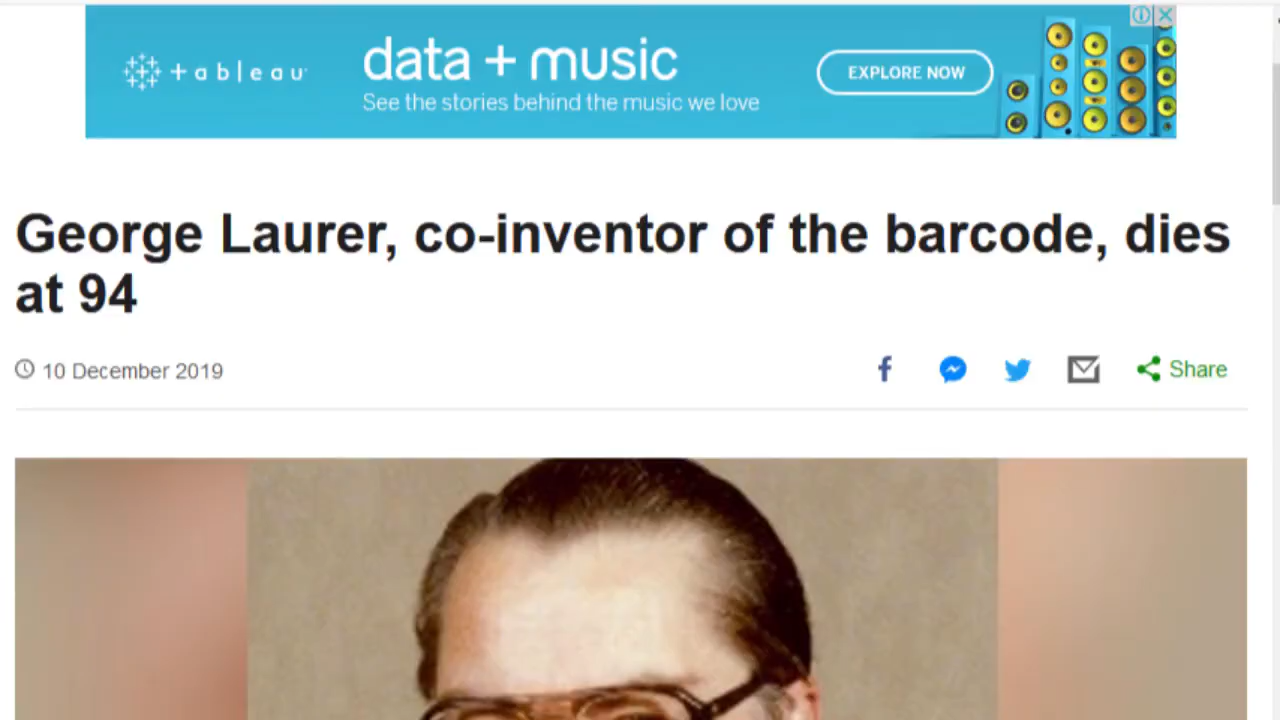 + a b | e a u
data + music
See the stories behind the music we love
EXPLORE NOW
George Laurer, co-inventor of the barcode, dies
at 94
10 December 2019
Share